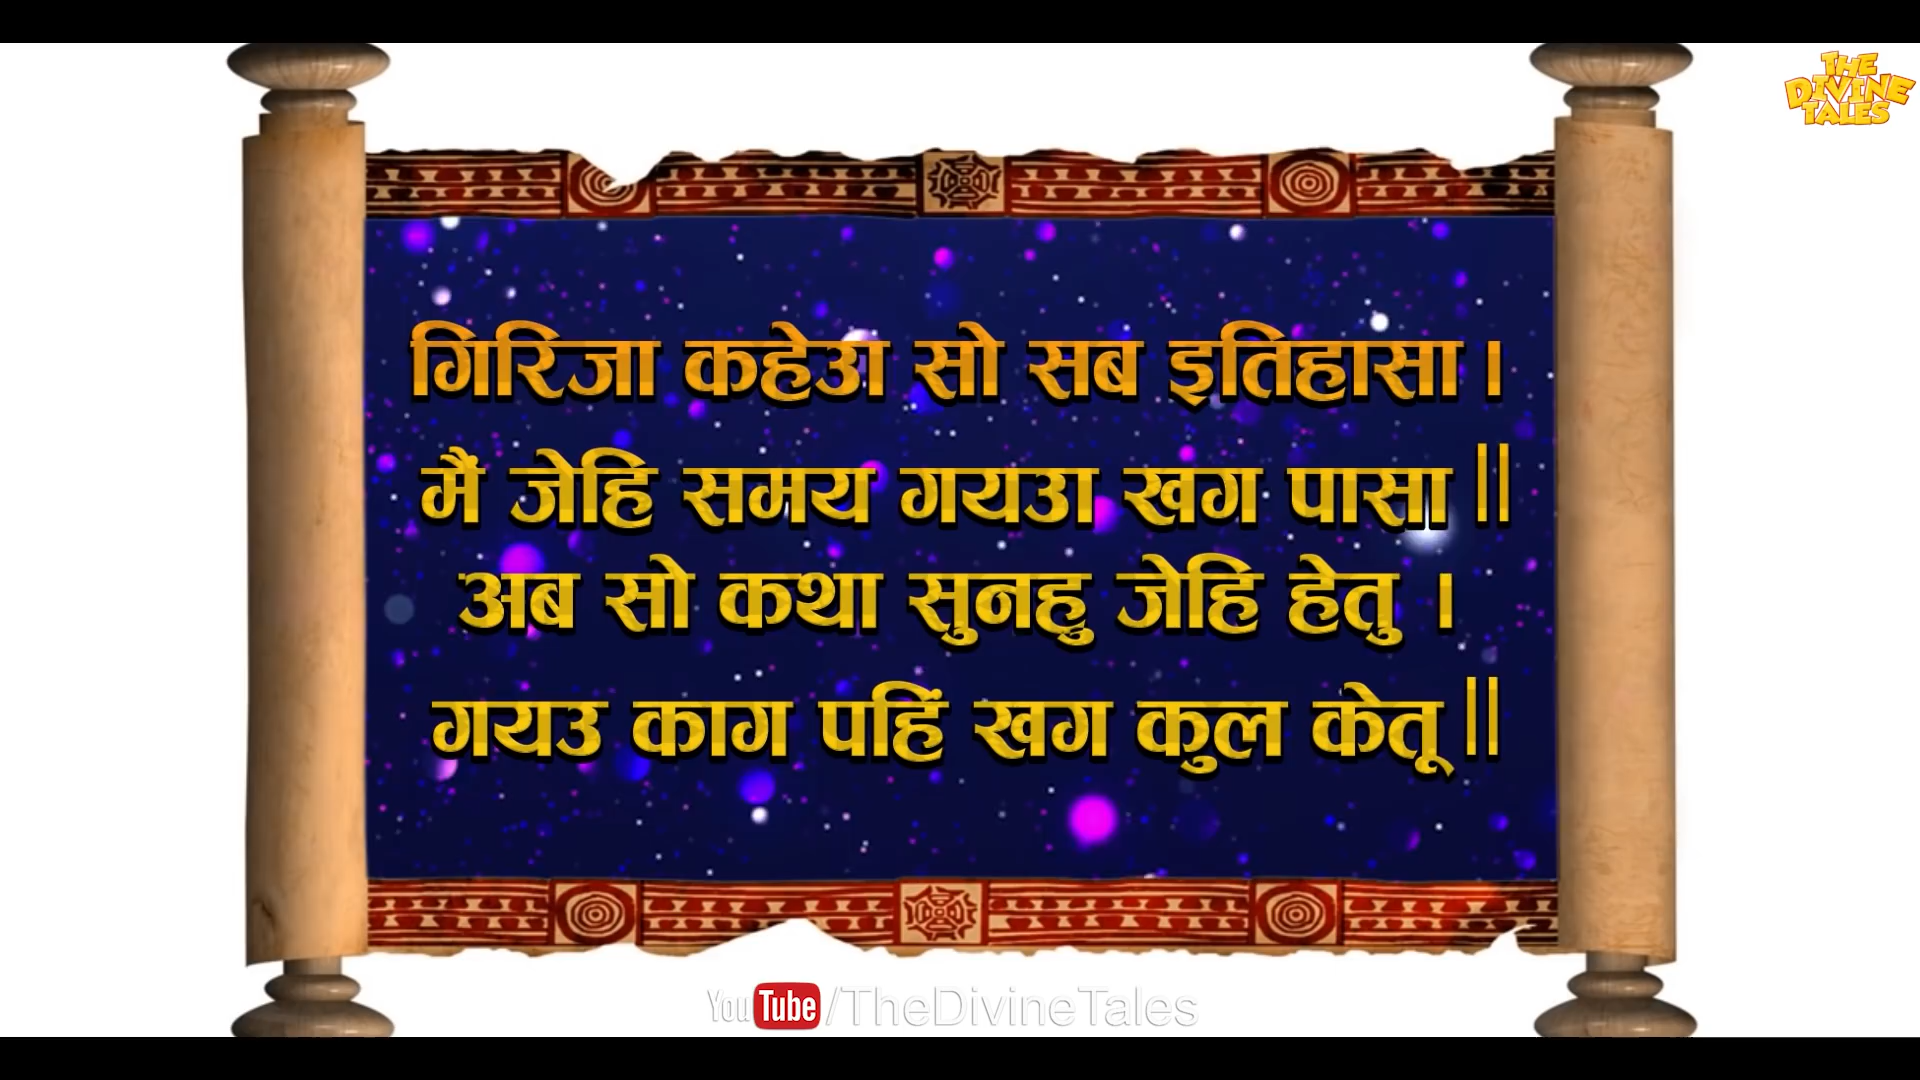 THE
DIVINE
TALES
गिरिजा कहेउा सो सब इतिहासा ।
मैं जेहि समय गयउा खग पासा ||
अब सो कथा सुनहु जेहि हेतु ।
गयउ काग पहिं खग कुल केतू ||
YouTube/TheDivineTales